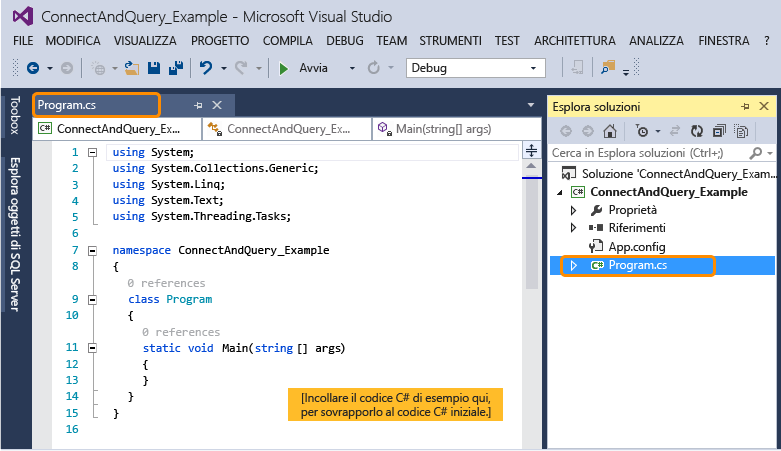 ConnectAndQuery_Example - Microsoft Visual Studio
FILE MODIFICA VISUALIZZA PROGETTO COMPILA DEBUG TEAM STRUMENTI TEST ARCHITETTURA ANALIZZA FINESTRA ?
Avvia Debug
Toobox
Esplora oggetti di SQL Server
Program.cs
ConnectAndQuery_Ex... ConnectAndQuery_Ex... Main(string[] args)
1 using System;
2 using System.Collections.Generic;
3 using System.Linq;
4 using System.Text;
5 using System.Threading.Tasks;
6
7 namespace ConnectAndQuery_Example
8 {
0 references
9 class Program
10 {
0 references
11 static void Main(string[] args)
12 {
13 }
14 }
15 }
16
[Incollare il codice C# di esempio qui,
per sovrapporlo al codice C# iniziale.]
Esplora soluzioni
Cerca in Esplora soluzioni (Ctrl+;)
Soluzione 'ConnectAndQuery_Exam...
ConnectAndQuery_Example
Proprietà
Riferimenti
App.config
Program.cs